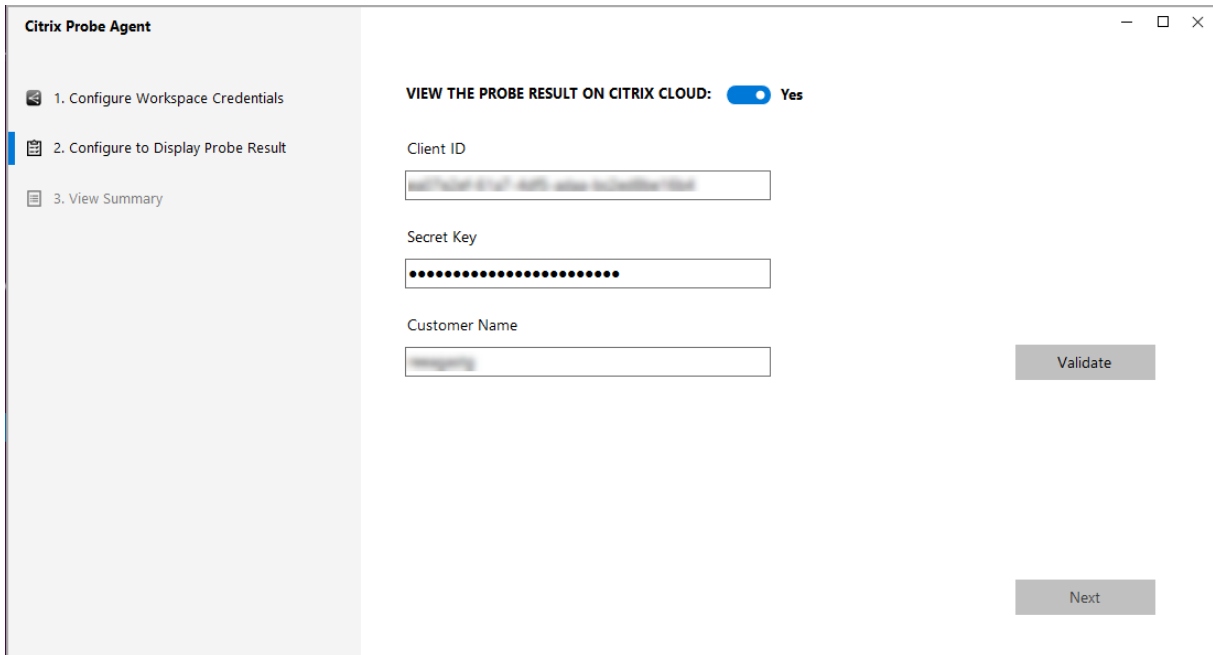 Citrix Probe Agent
1. Configure Workspace Credentials
2. Configure to Display Probe Result
3. View Summary
VIEW THE PROBE RESULT ON CITRIX CLOUD: Yes
Client ID
Secret Key
••••••••••••••••••••••••
Customer Name
Validate
Next